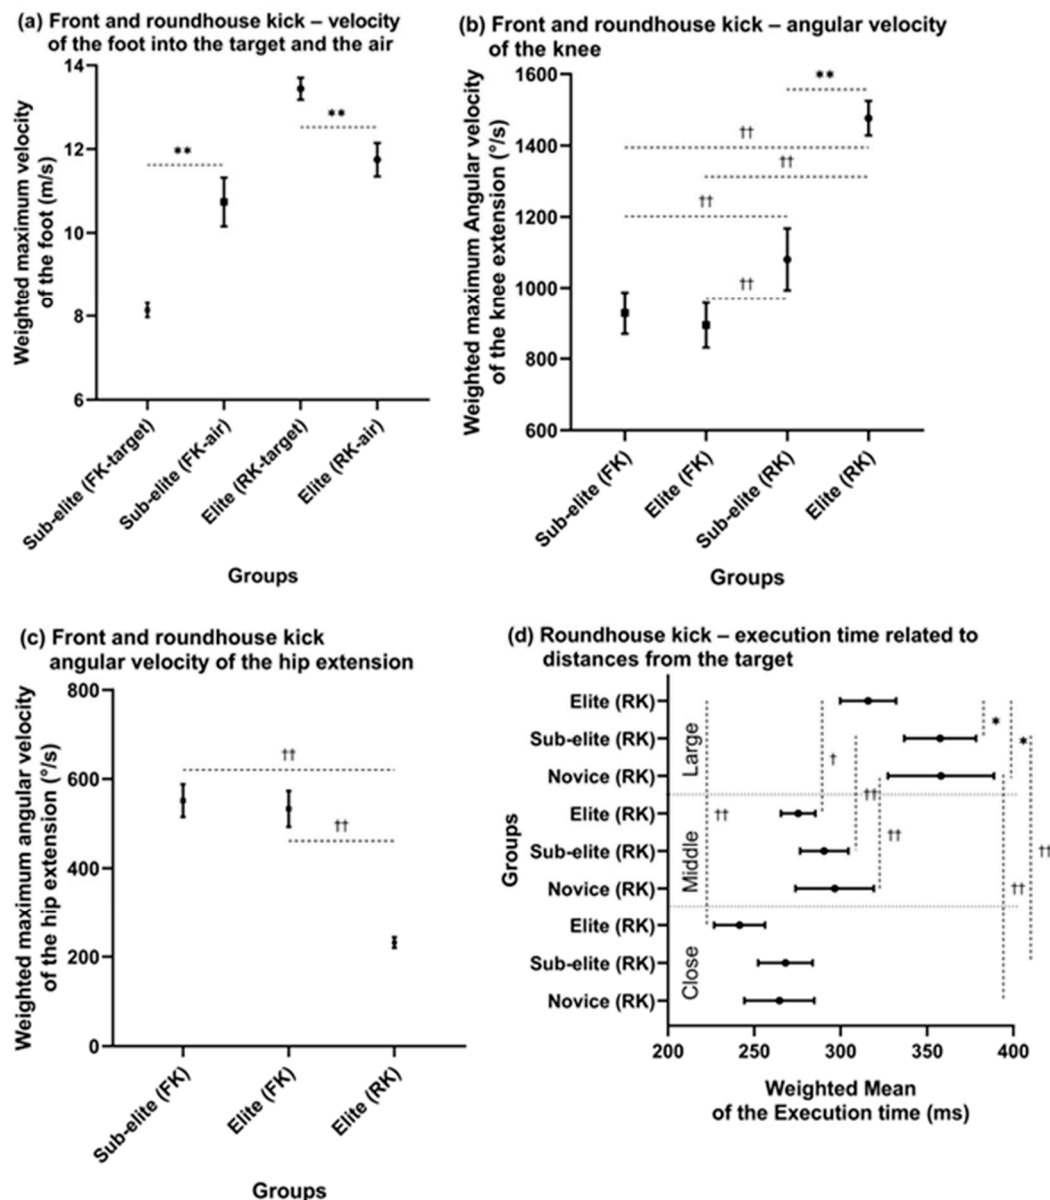 (a) Front and roundhouse kick – velocity
of the foot into the target and the air
Weighted maximum velocity
of the foot (m/s)
14
12
10
8
6
**
**
Sub-elite (FK-target)
Sub-elite (FK-air)
Elite (RK-target)
Elite (RK-air)
Groups
(b) Front and roundhouse kick – angular velocity
of the knee
Weighted maximum Angular velocity
of the knee extension (°/s)
1600
1400
1200
1000
800
600
**
††
††
††
††
Sub-elite (FK)
Elite (FK)
Sub-elite (RK)
Elite (RK)
Groups
(c) Front and roundhouse kick
angular velocity of the hip extension
Weighted maximum angular velocity
of the hip extension (°/s)
800
600
400
200
0
††
††
Sub-elite (FK)
Elite (FK)
Elite (RK)
Groups
(d) Roundhouse kick – execution time related to
distances from the target
Groups
Large
Elite (RK)
Sub-elite (RK)
Novice (RK)
Middle
Elite (RK)
Sub-elite (RK)
Novice (RK)
Close
Elite (RK)
Sub-elite (RK)
Novice (RK)
*
*
†
††
††
††
††
††
200
250
300
350
400
Weighted Mean
of the Execution time (ms)